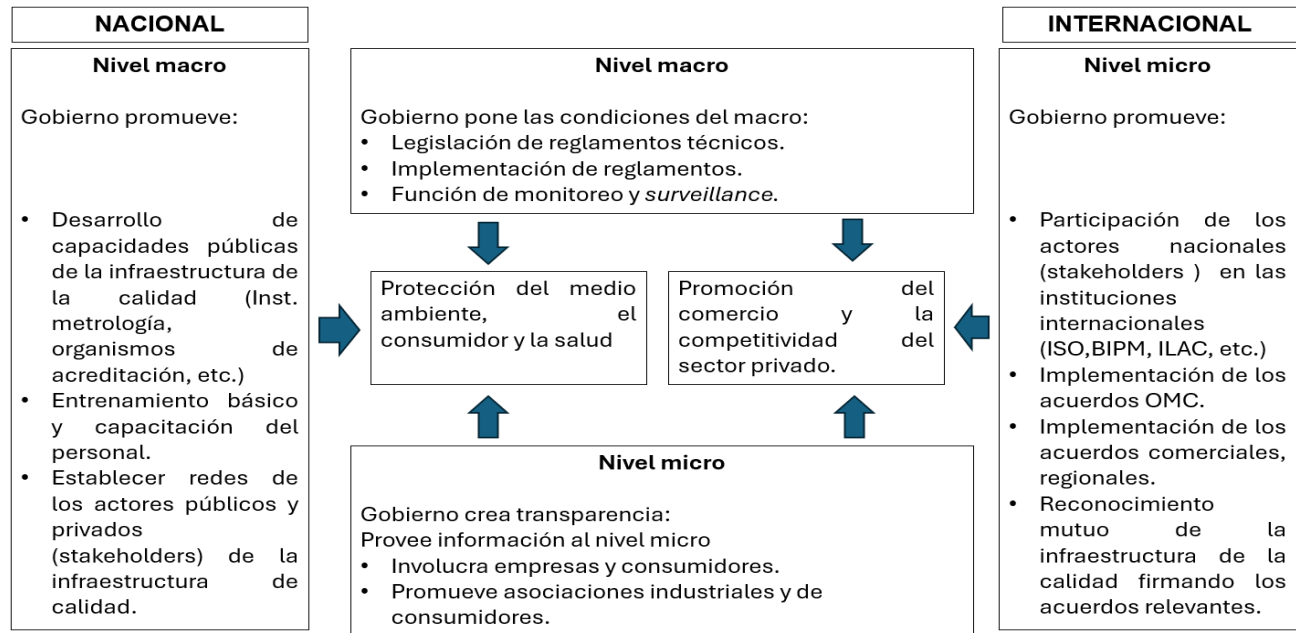 NACIONAL
Nivel macro
Gobierno promueve:
• Desarrollo de
capacidades públicas
de la infraestructura de
la calidad (Inst.
metrología,
organismos de
acreditación, etc.)
• Entrenamiento básico
y capacitación del
personal.
• Establecer redes de
los actores públicos y
privados
(stakeholders) de la
infraestructura de
calidad.
Nivel macro
Gobierno pone las condiciones del macro:
• Legislación de reglamentos técnicos.
• Implementación de reglamentos.
• Función de monitoreo y surveillance.
Protección del medio
ambiente, el
consumidor y la salud
Promoción del
comercio y la
competitividad del
sector privado.
Nivel micro
Gobierno crea transparencia:
Provee información al nivel micro
• Involucra empresas y consumidores.
• Promueve asociaciones industriales y de
consumidores.
INTERNACIONAL
Nivel micro
Gobierno promueve:
• Participación de los
actores nacionales
(stakeholders ) en las
instituciones
internacionales
(ISO,BIPM, ILAC, etc.)
• Implementación de los
acuerdos OMC.
• Implementación de los
acuerdos comerciales,
regionales.
• Reconocimiento
mutuo de la
infraestructura de la
calidad firmando los
acuerdos relevantes.